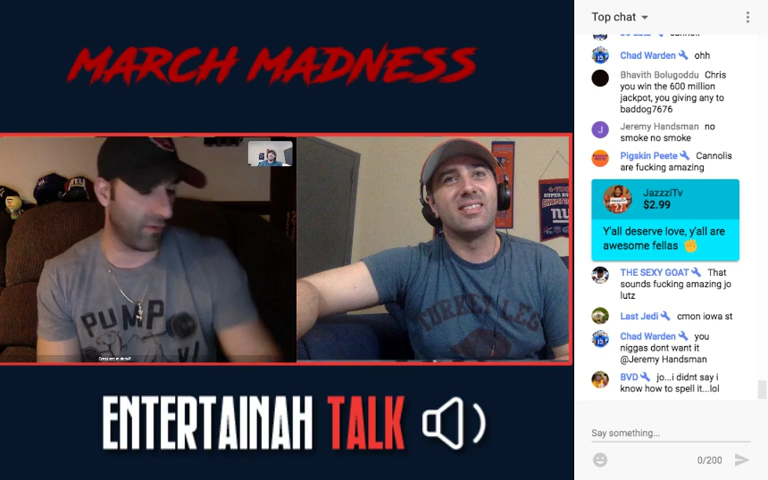 MARCH MADNESS
PUMP
TURKEY LEG
ENTERTAINAH TALK
Top chat
Chad Warden ohh
Bhavith Bolugoddu Chris
you win the 600 million
jackpot, you giving any to
baddog7676
J
Jeremy Handsman no
smoke no smoke
Pigskin Peete Cannolis
are fucking amazing
JazzziTv
$2.99
Y'all deserve love, y'all are
awesome fellas ✊
THE SEXY GOAT That
sounds fucking amazing jo
lutz
Last Jedi cmon iowa st
Chad Warden you
niggas dont want it
@Jeremy Handsman
BVD jo...i didnt say i
know how to spell it...lol
Say something...
0/200